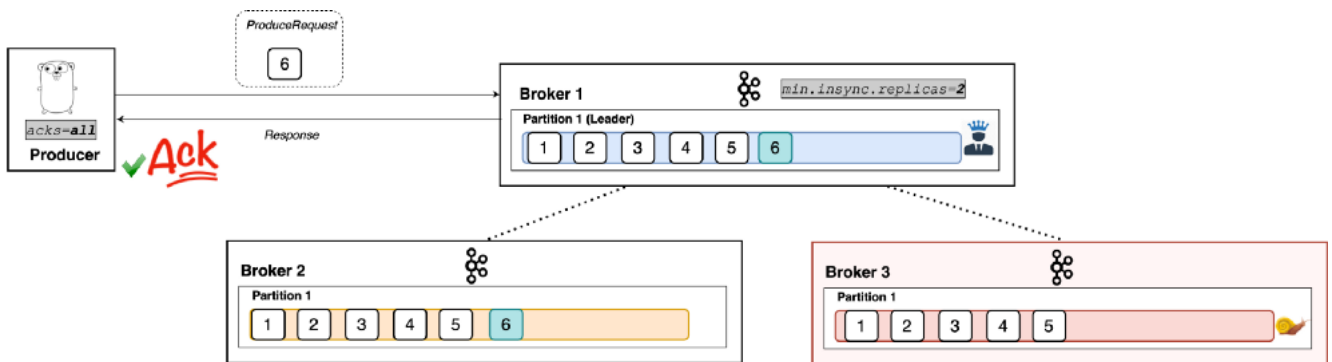 ProduceRequest
6
acks=all
Producer
Response
Ack
Broker 1
min.insync.replicas=2
Partition 1 (Leader)
1 2 3 4 5 6
Broker 2
Partition 1
1 2 3 4 5 6
Broker 3
Partition 1
1 2 3 4 5